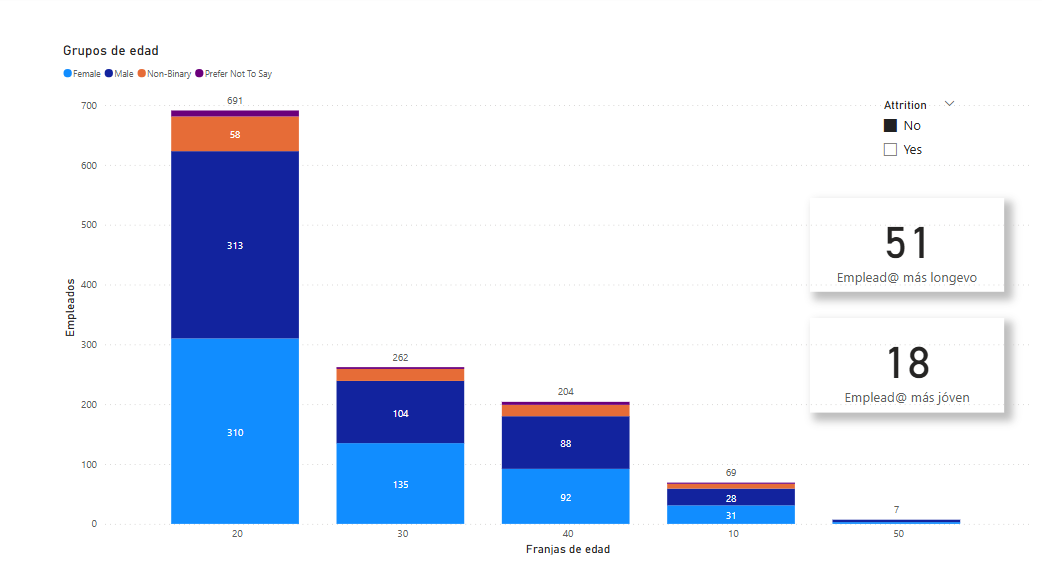 Grupos de edad
Female Male Non-Binary Prefer Not To Say
700
600
500
400
300
200
100
0
Empleados
691
58
313
310
262
104
135
204
88
92
69
28
31
7
20 30 40 10 50
Franjas de edad
Attrition
No
Yes
51
Emplead@ más longevo
18
Emplead@ más jóven